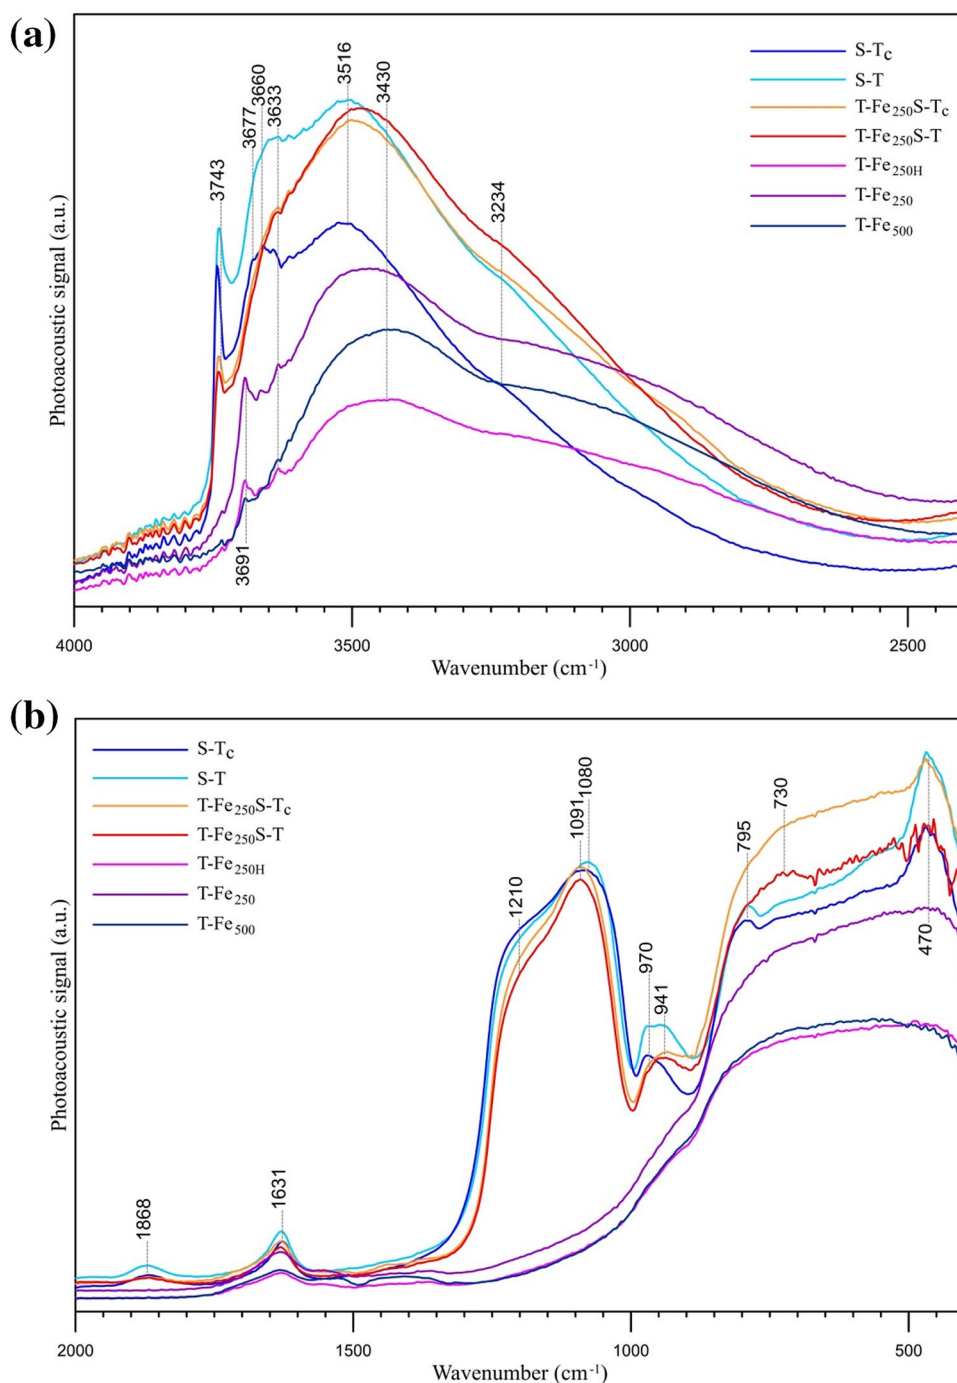 (a)
3743
3677
3660
3633
3516
3430
3234
3691
S-Tc
S-T
T-Fe250S-Tc
T-Fe250S-T
T-Fe250H
T-Fe250
T-Fe500
Photoacoustic signal (a.u.)
4000 3500 3000 2500
Wavenumber (cm-1)
(b)
S-Tc
S-T
T-Fe250S-Tc
T-Fe250S-T
T-Fe250H
T-Fe250
T-Fe500
1868
1631
1210
1091
1080
970
941
795
730
470
Photoacoustic signal (a.u.)
2000 1500 1000 500
Wavenumber (cm-1)